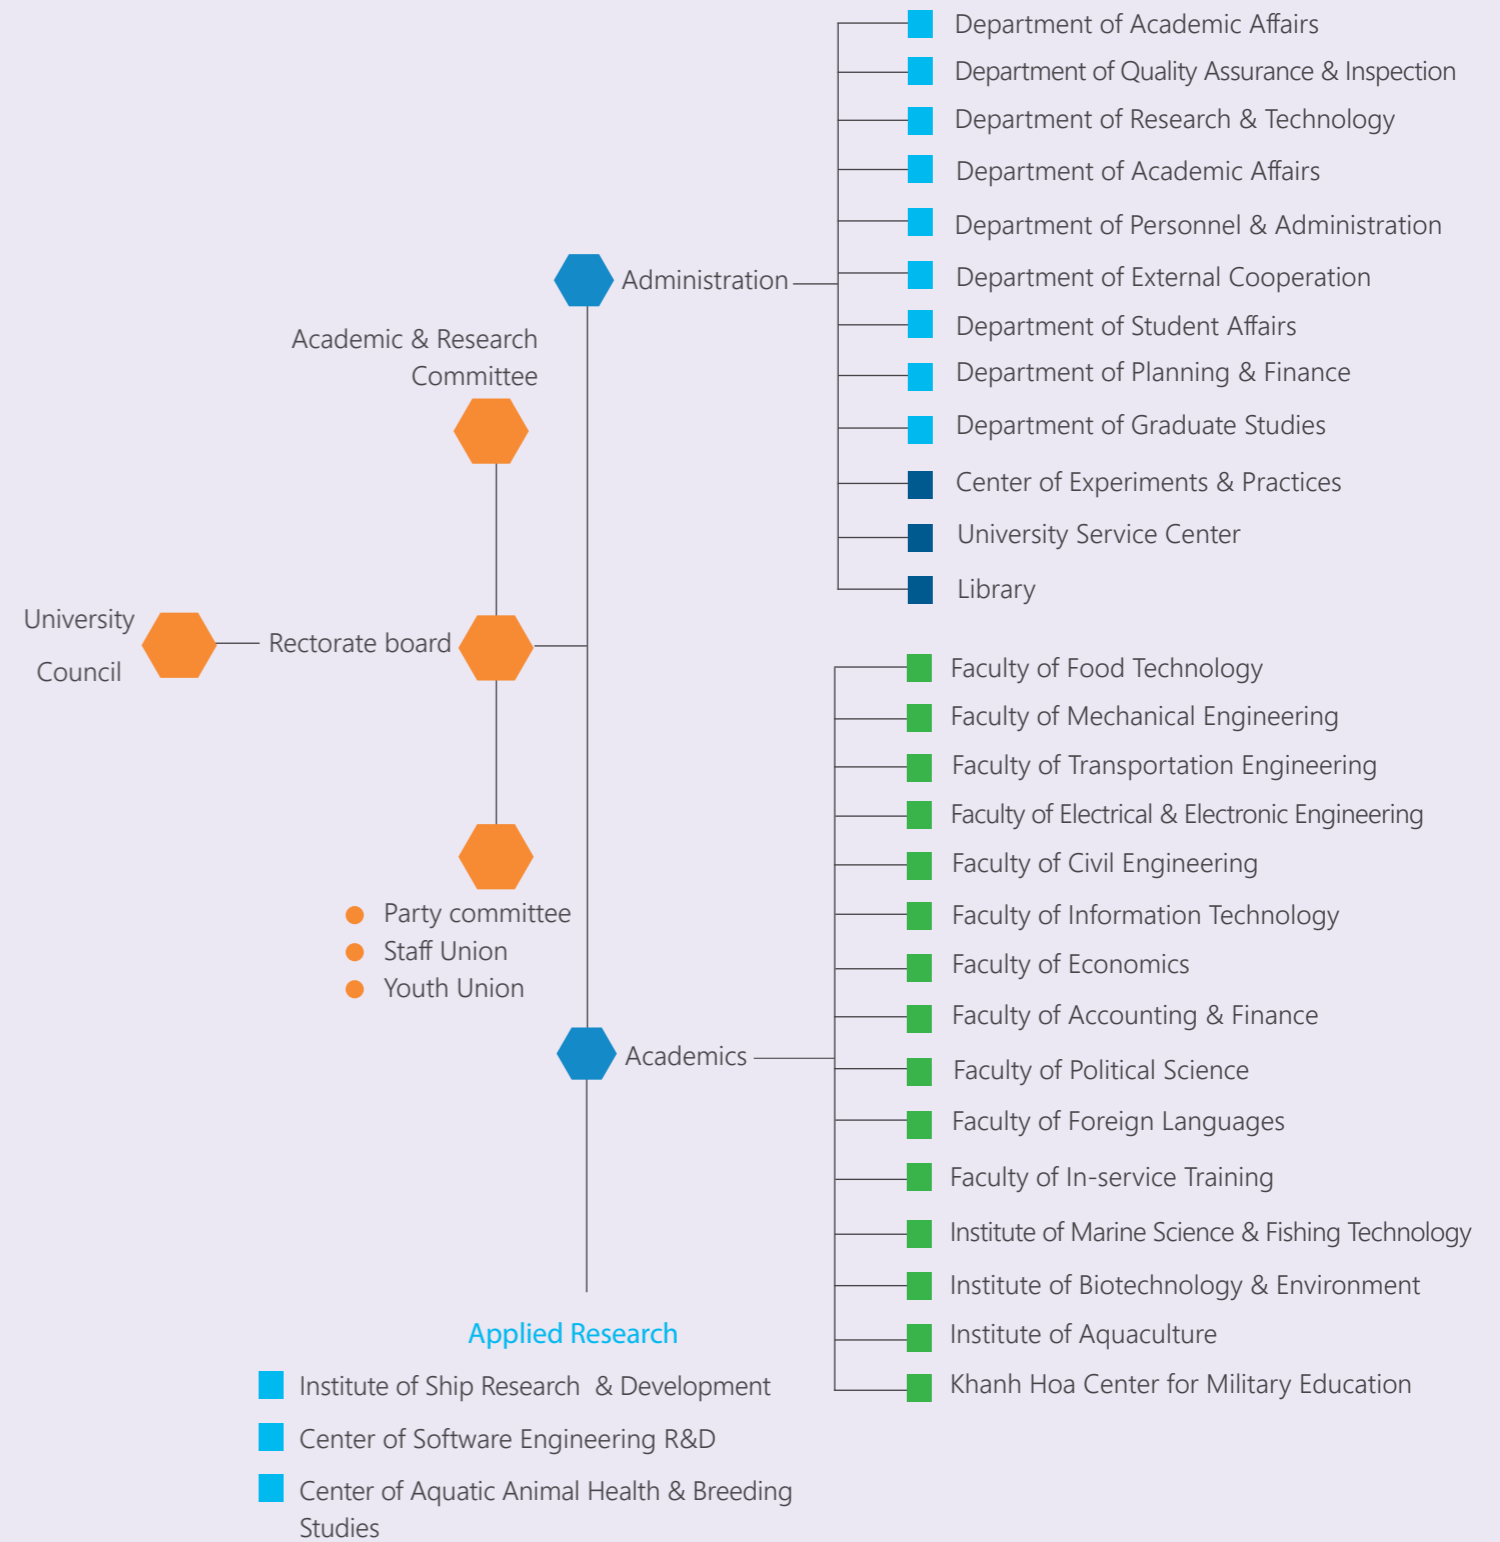 University
Council
Rectorate board
Academic & Research
Committee
Party committee
Staff Union
Youth Union
Administration
Department of Academic Affairs
Department of Quality Assurance & Inspection
Department of Research & Technology
Department of Academic Affairs
Department of Personnel & Administration
Department of External Cooperation
Department of Student Affairs
Department of Planning & Finance
Department of Graduate Studies
Center of Experiments & Practices
University Service Center
Library
Academics
Faculty of Food Technology
Faculty of Mechanical Engineering
Faculty of Transportation Engineering
Faculty of Electrical & Electronic Engineering
Faculty of Civil Engineering
Faculty of Information Technology
Faculty of Economics
Faculty of Accounting & Finance
Faculty of Political Science
Faculty of Foreign Languages
Faculty of In-service Training
Institute of Marine Science & Fishing Technology
Institute of Biotechnology & Environment
Institute of Aquaculture
Khanh Hoa Center for Military Education
Applied Research
Institute of Ship Research & Development
Center of Software Engineering R&D
Center of Aquatic Animal Health & Breeding
Studies